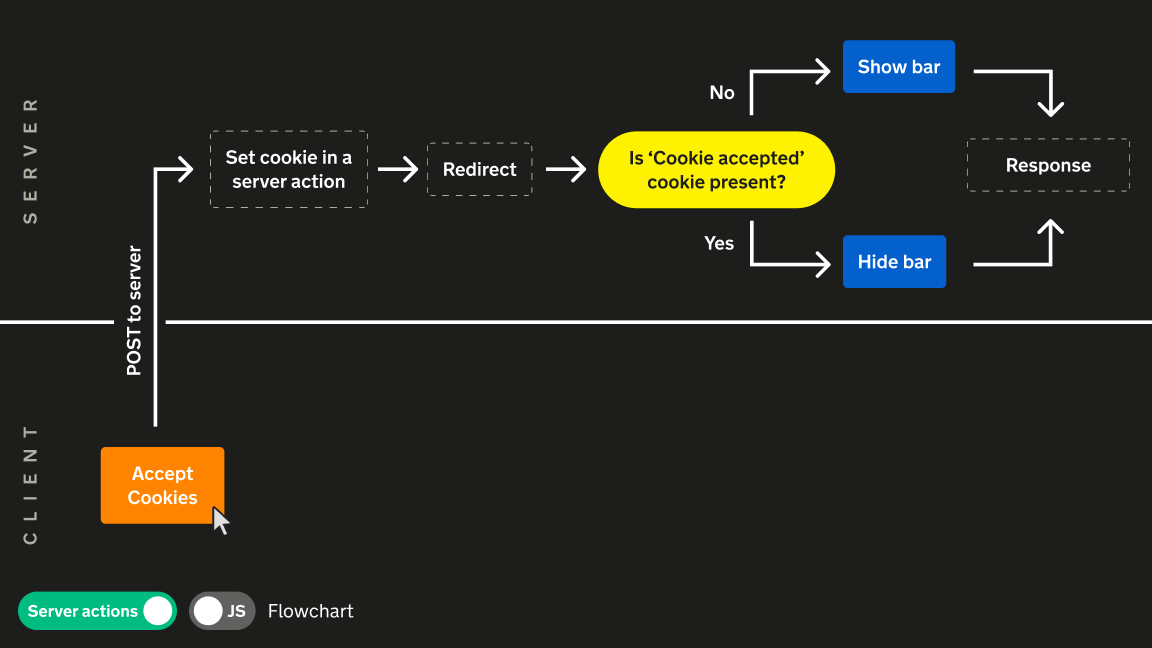 SERVER
No
Show bar
Set cookie in a
server action
Redirect
Is ‘Cookie accepted’
cookie present?
Response
Yes
Hide bar
POST to server
CLIENT
Accept
Cookies
Server actions
JS
Flowchart